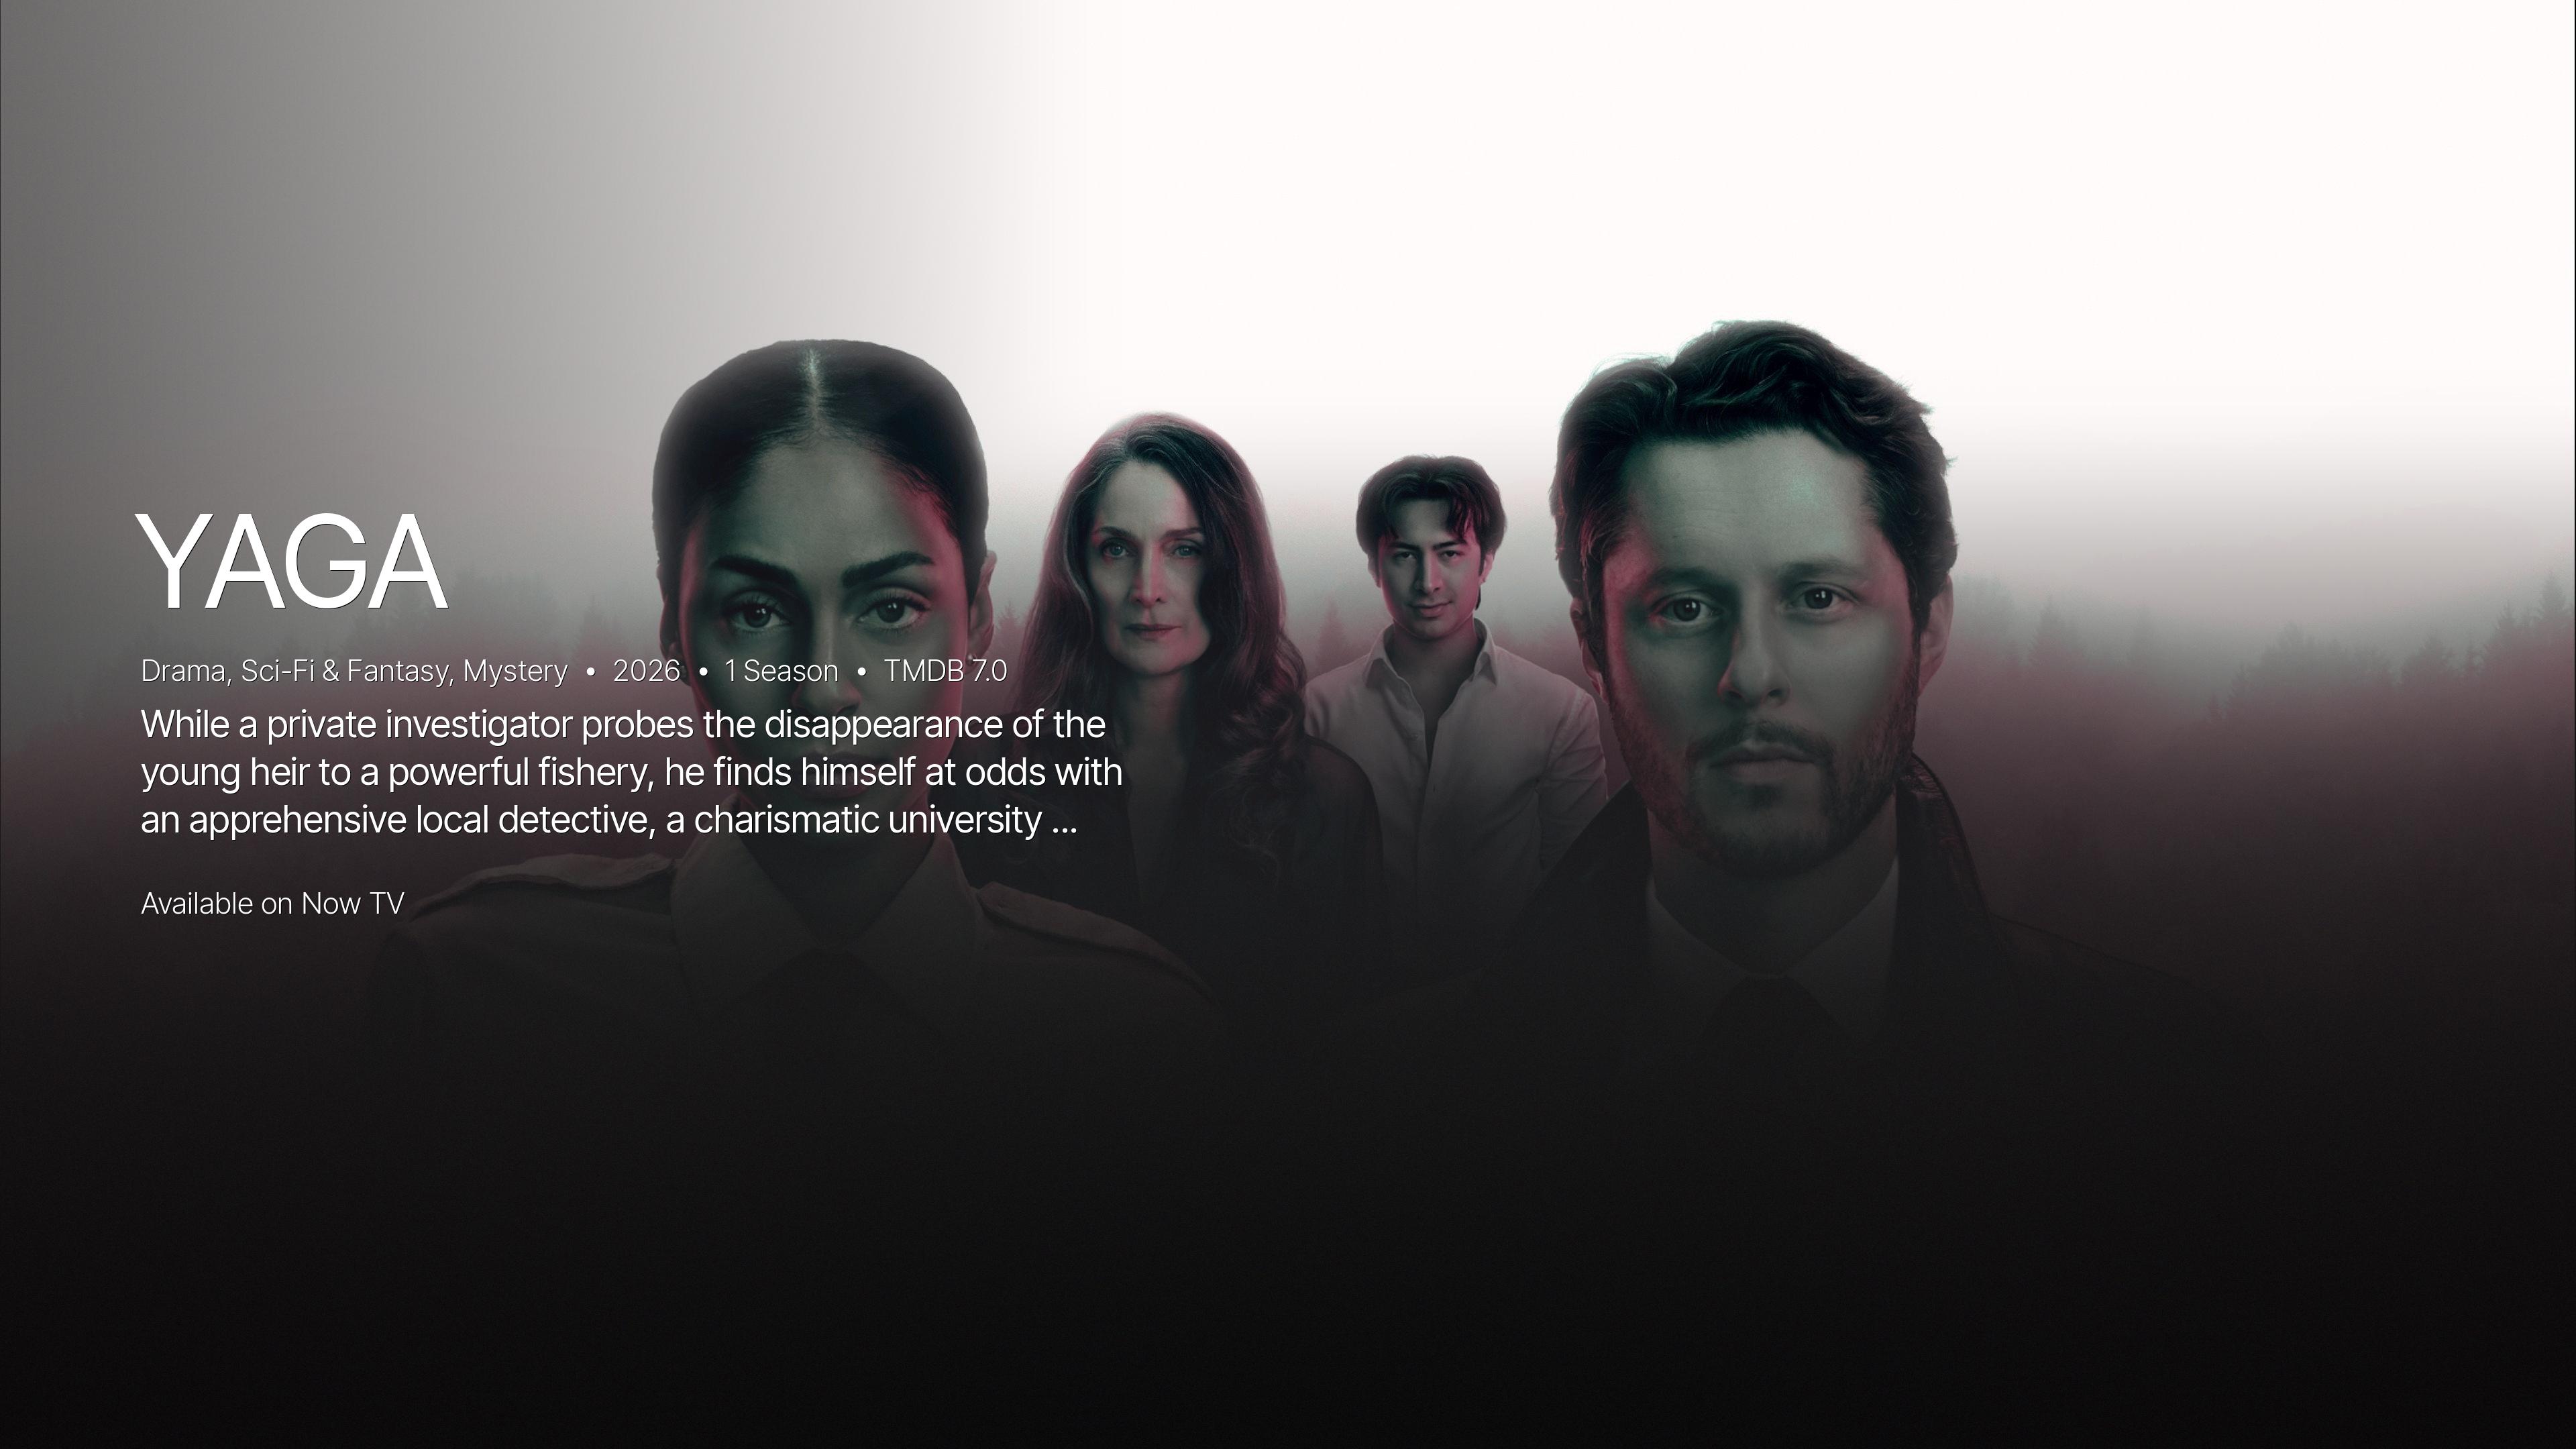 YAGA
Drama, Sci-Fi & Fantasy, Mystery • 2026 • 1 Season • TMDB 7.0
While a private investigator probes the disappearance of the
young heir to a powerful fishery, he finds himself at odds with
an apprehensive local detective, a charismatic university ...
Available on Now TV